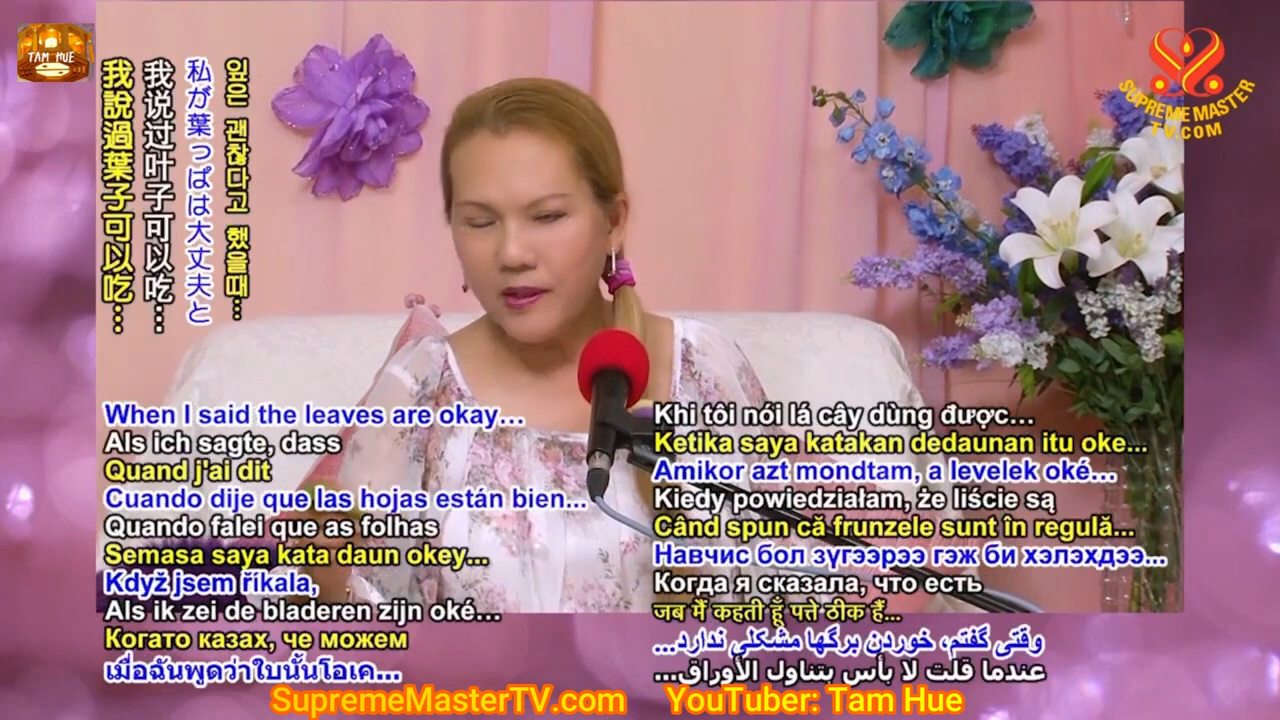 TAM HUE
SUPREME MASTER
TV.COM
我說過葉子可以吃…
我说过叶子可以吃…
私が葉っぱは大丈夫と
잎은 괜찮다고 했을때…
When I said the leaves are okay…
Als ich sagte, dass
Quand j'ai dit
Cuando dije que las hojas están bien...
Quando falei que as folhas
Semasa saya kata daun okey...
Když jsem říkala,
Als ik zei de bladeren zijn oké…
Когато казах, че можем
เมื่อฉันพูดว่าใบนั้นโอเค...
Khi tôi nói lá cây dùng được…
Ketika saya katakan dedaunan itu oke...
Amikor azt mondtam, a levelek oké…
Kiedy powiedziałam, że liście są
Când spun că frunzele sunt în regulă...
Навчис бол зүгээрээ гэж би хэлэхдээ...
Когда я сказала, что есть
जब मैं कहती हूँ पत्ते ठीक हैं...
وقتی گفتم، خوردن برگها مشکلی ندارد...
عندما قلت لا بأس بتناول الأوراق...
SupremeMasterTV.com YouTuber: Tam Hue